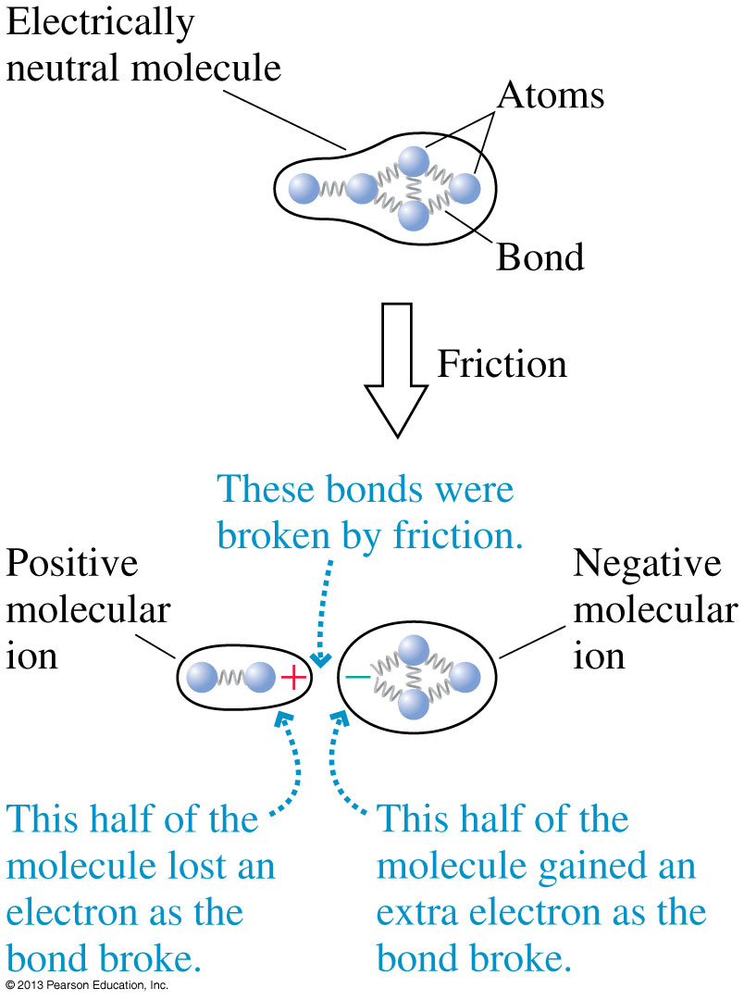 Electrically
neutral molecule
Atoms
Bond
Friction
These bonds were
broken by friction.
Positive
molecular
ion
Negative
molecular
ion
+
−
This half of the
molecule lost an
electron as the
bond broke.
This half of the
molecule gained an
extra electron as the
bond broke.
© 2013 Pearson Education, Inc.